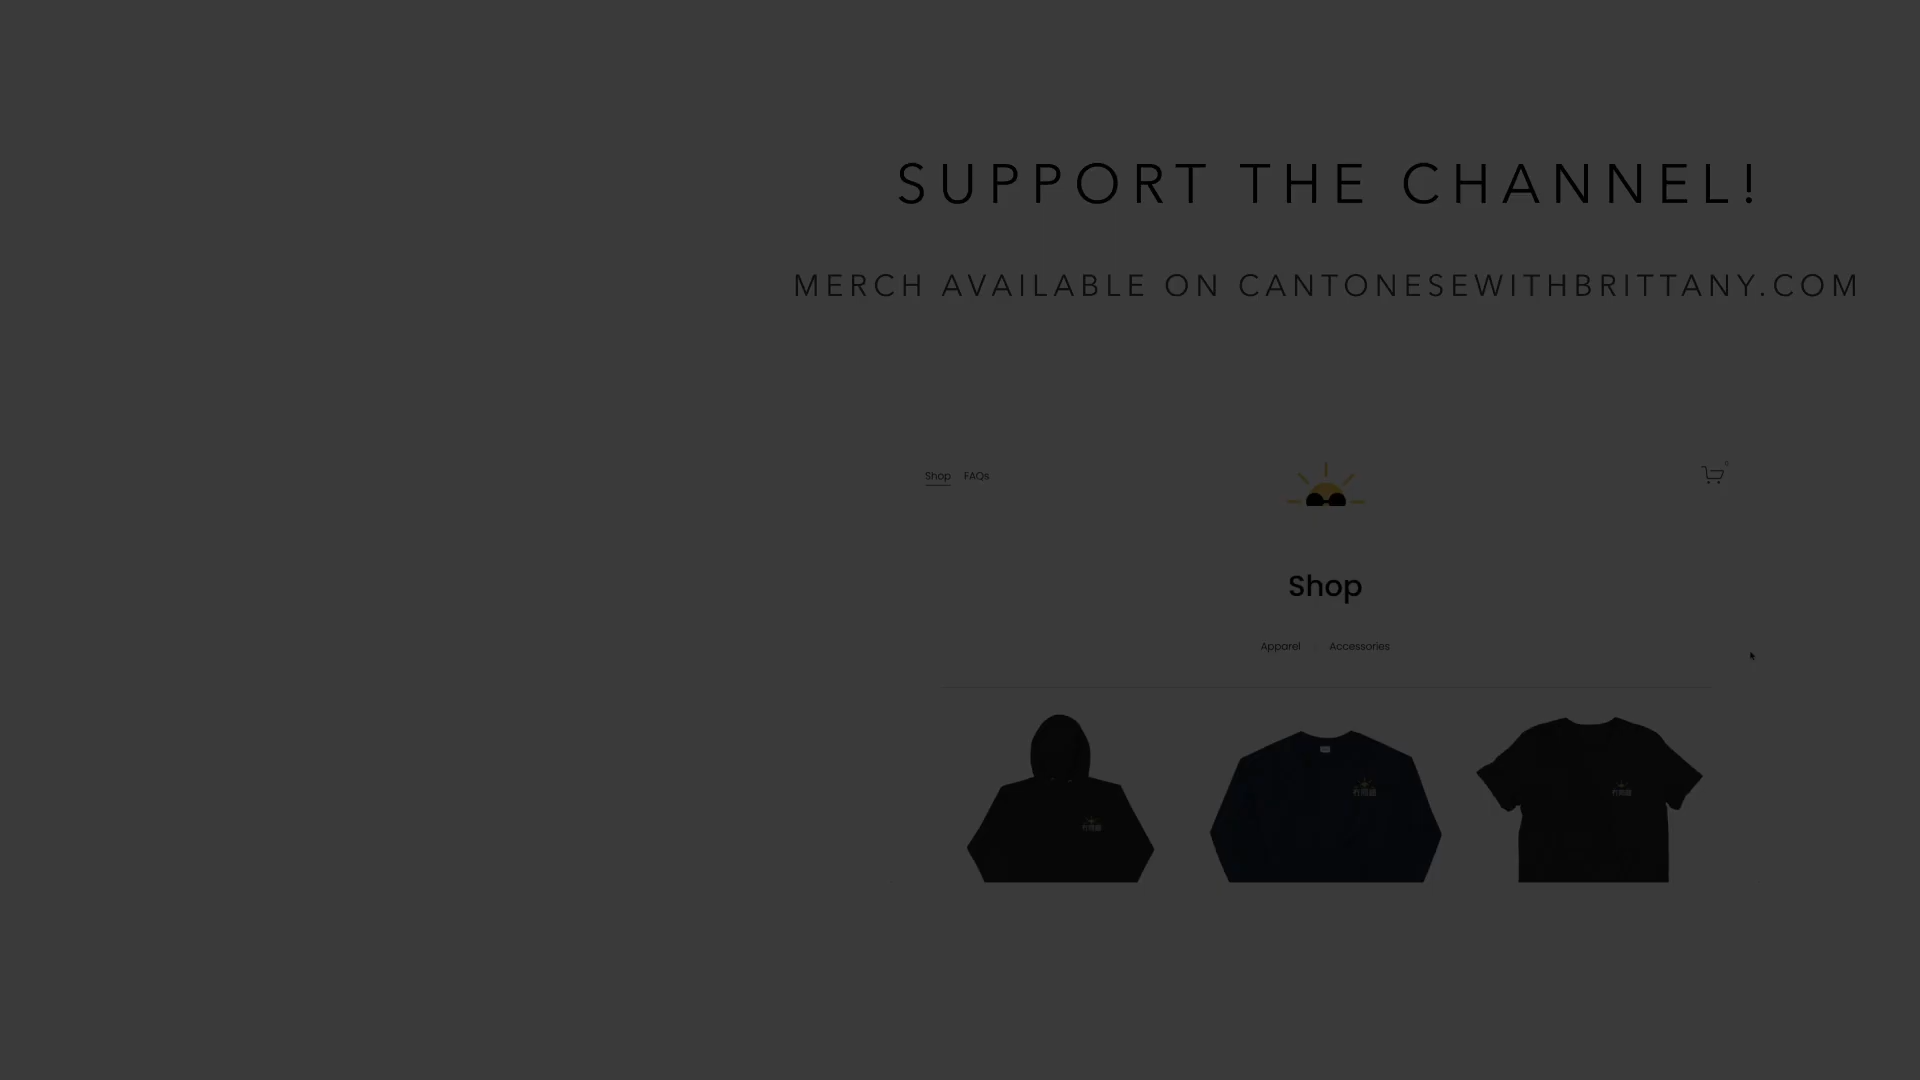 SUPPORT THE CHANNEL!
MERCH AVAILABLE ON CANTONESEWITHBRITTANY.COM
Shop FAQs
Shop
Apparel Accessories